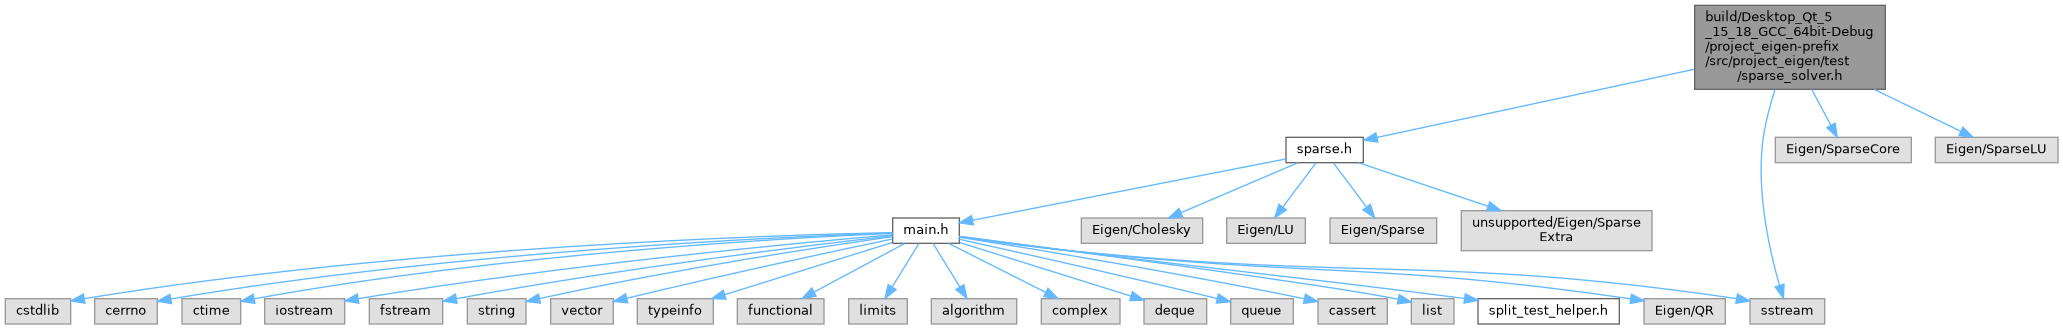 build/Desktop_Qt_5
_15_18_GCC_64bit-Debug
/project_eigen-prefix
/src/project_eigen/test
/sparse_solver.h
sparse.h
Eigen/SparseCore
Eigen/SparseLU
main.h
Eigen/Cholesky
Eigen/LU
Eigen/Sparse
unsupported/Eigen/Sparse
Extra
cstdlib
cerrno
ctime
iostream
fstream
string
vector
typeinfo
functional
limits
algorithm
complex
deque
queue
cassert
list
split_test_helper.h
Eigen/QR
sstream